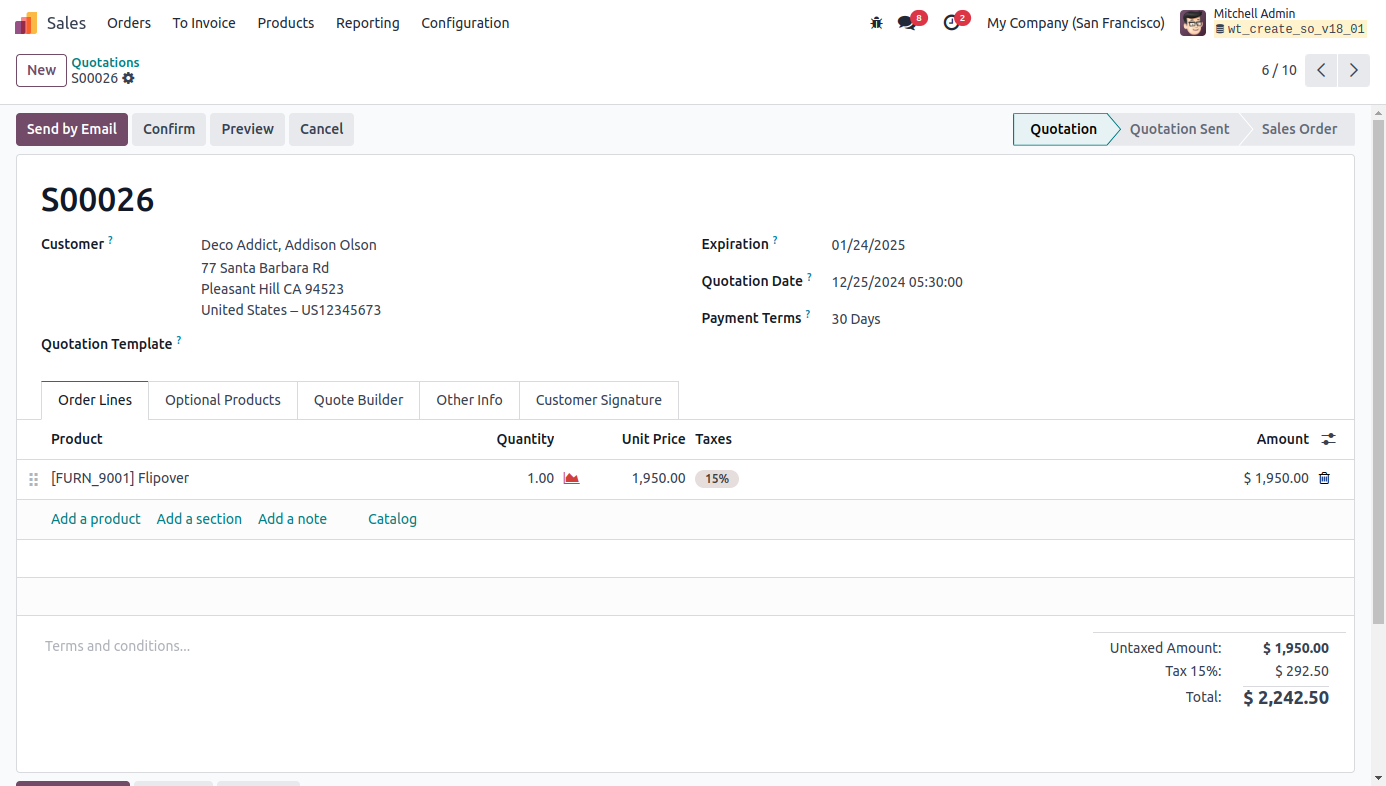 Sales Orders To Invoice Products Reporting Configuration 8 2 My Company (San Francisco) Mitchell Admin
wt_create_so_v18_01
New Quotations
S00026
6 / 10
Send by Email Confirm Preview Cancel Quotation Quotation Sent Sales Order
S00026
Customer ? Deco Addict, Addison Olson
77 Santa Barbara Rd
Pleasant Hill CA 94523
United States – US12345673
Quotation Template ?
Expiration ? 01/24/2025
Quotation Date ? 12/25/2024 05:30:00
Payment Terms ? 30 Days
Order Lines Optional Products Quote Builder Other Info Customer Signature
Product Quantity Unit Price Taxes Amount
[FURN_9001] Flipover 1.00 1,950.00 15% $ 1,950.00
Add a product Add a section Add a note Catalog
Terms and conditions...
Untaxed Amount: $ 1,950.00
Tax 15%: $ 292.50
Total: $ 2,242.50